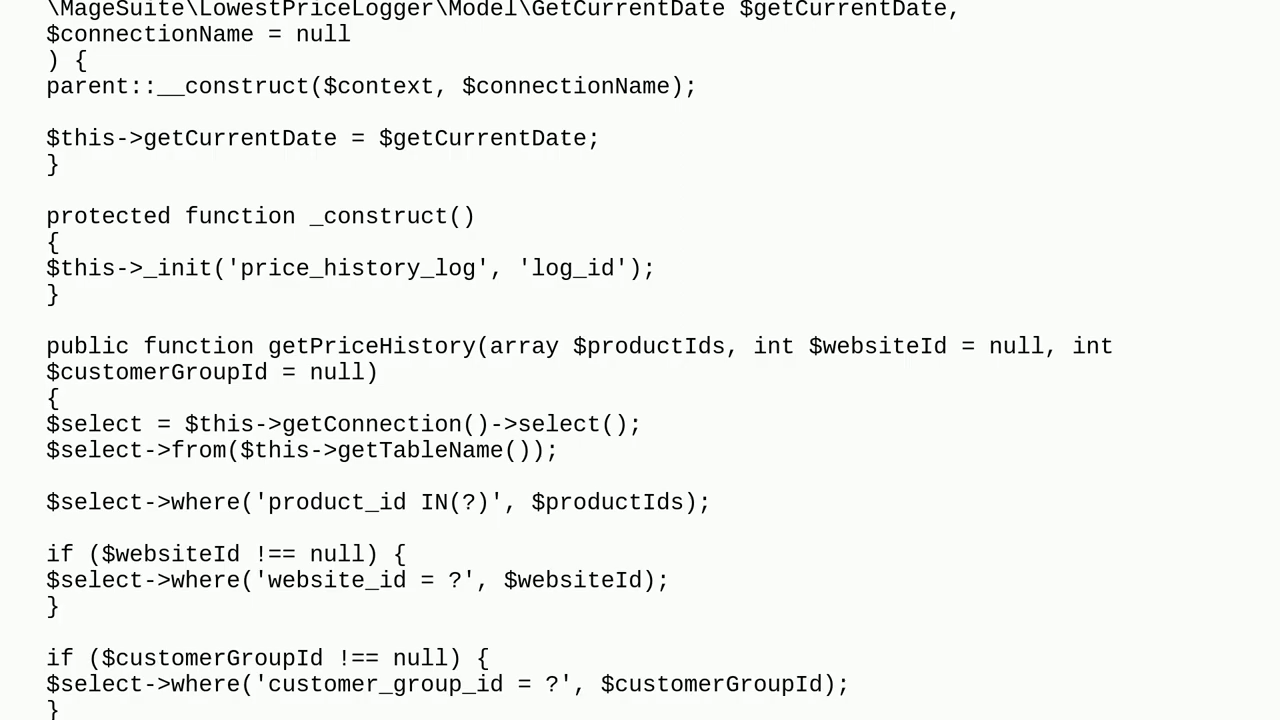 \MageSuite\LowestPriceLogger\Model\GetCurrentDate $getCurrentDate,
$connectionName = null
) {
parent::__construct($context, $connectionName);
$this->getCurrentDate = $getCurrentDate;
}
protected function _construct()
{
$this->_init('price_history_log', 'log_id');
}
public function getPriceHistory(array $productIds, int $websiteId = null, int
$customerGroupId = null)
{
$select = $this->getConnection()->select();
$select->from($this->getTableName());
$select->where('product_id IN(?)', $productIds);
if ($websiteId !== null) {
$select->where('website_id = ?', $websiteId);
}
if ($customerGroupId !== null) {
$select->where('customer_group_id = ?', $customerGroupId);
}